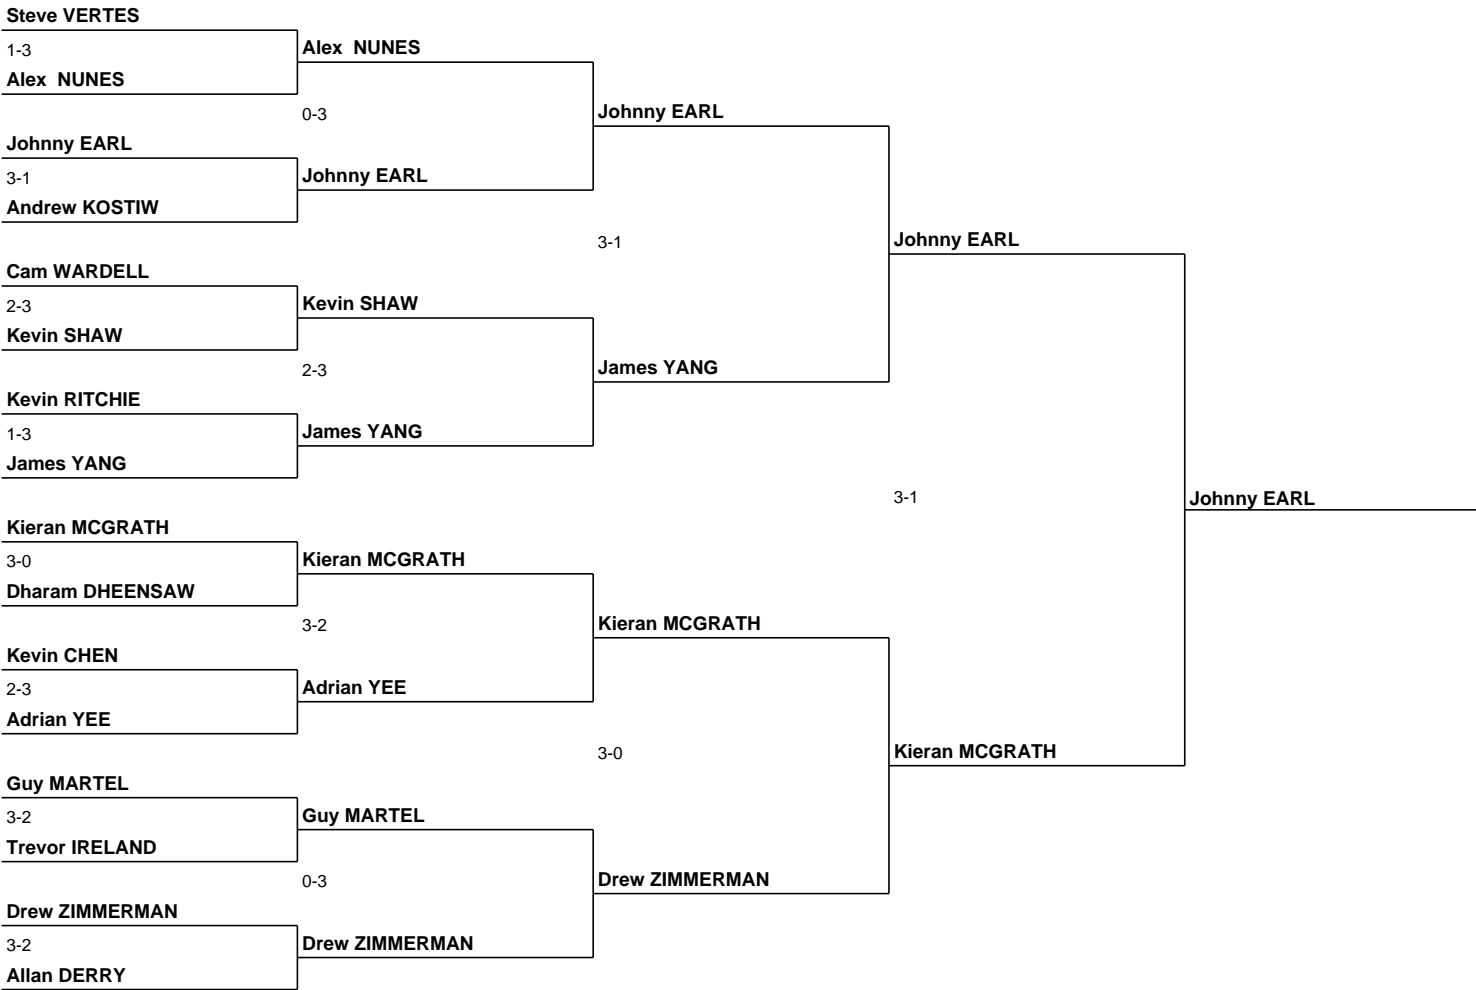 Steve VERTES
1-3
Alex  NUNES
Johnny EARL
3-1
Andrew KOSTIW
Cam WARDELL
2-3
Kevin SHAW
Kevin RITCHIE
1-3
James YANG
Kieran MCGRATH
3-0
Dharam DHEENSAW
Kevin CHEN
2-3
Adrian YEE
Guy MARTEL
3-2
Trevor IRELAND
Drew ZIMMERMAN
3-2
Allan DERRY
Alex  NUNES
0-3
Johnny EARL
Kevin SHAW
2-3
James YANG
Kieran MCGRATH
3-2
Adrian YEE
Guy MARTEL
0-3
Drew ZIMMERMAN
Johnny EARL
3-1
James YANG
Kieran MCGRATH
3-0
Drew ZIMMERMAN
Johnny EARL
3-1
Kieran MCGRATH
Johnny EARL